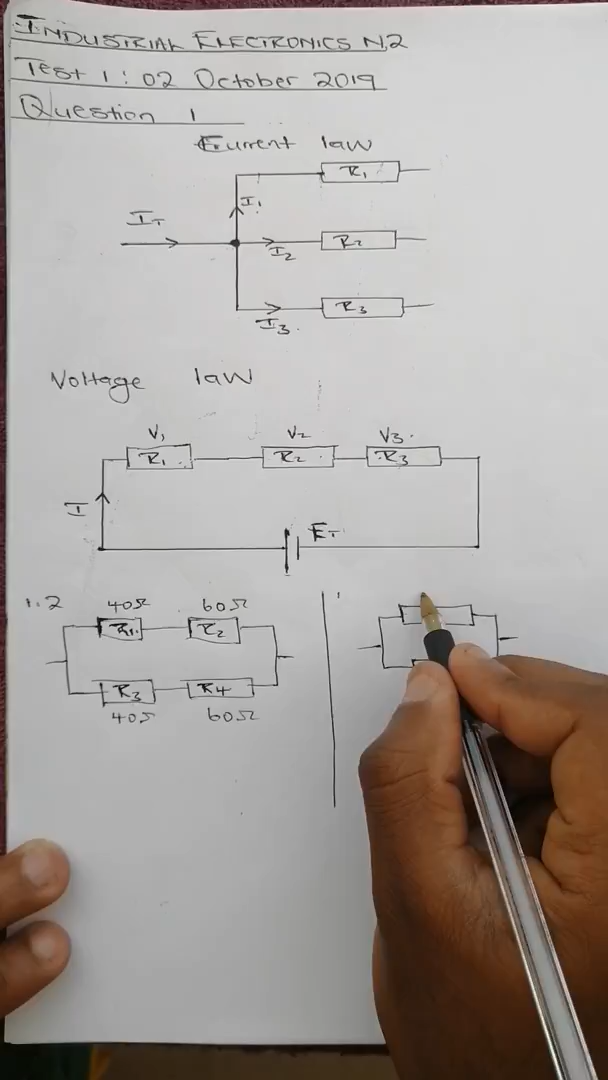 INDUSTRIAL ELECTRONICS N2
Test 1: 02 October 2019
Question 1
Current law
R1
I1
IT
I2
R2
I3
R3
Voltage law
V1 V2 V3
R1 R2 R3
I
ET
1.2
40Ω 60Ω
R1 R2
R3 R4
40Ω 60Ω